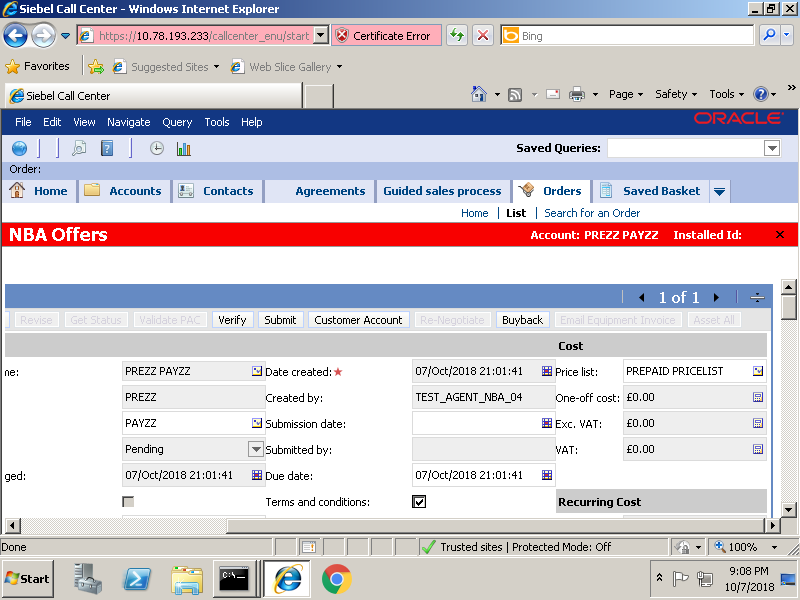 Siebel Call Center - Windows Internet Explorer
https://10.78.193.233/callcenter_enu/start
Certificate Error
Bing
Favorites
Suggested Sites
Web Slice Gallery
Siebel Call Center
Page
Safety
Tools
File Edit View Navigate Query Tools Help
ORACLE
Saved Queries:
Order:
Home Accounts Contacts Agreements Guided sales process Orders Saved Basket
Home | List | Search for an Order
NBA Offers
Account: PREZZ PAYZZ Installed Id:
1 of 1
Revise Get Status Validate PAC Verify Submit Customer Account Re-Negotiate Buyback Email Equipment Invoice Asset All
Cost
me: PREZZ PAYZZ Date created: 07/Oct/2018 21:01:41 Price list: PREPAID PRICELIST
PREZZ Created by: TEST_AGENT_NBA_04 One-off cost: £0.00
PAYZZ Submission date: Exc. VAT: £0.00
Pending Submitted by: VAT: £0.00
ged: 07/Oct/2018 21:01:41 Due date: 07/Oct/2018 21:01:41
Terms and conditions: Recurring Cost
Done
Trusted sites | Protected Mode: Off
100%
Start
C:\
9:08 PM
10/7/2018